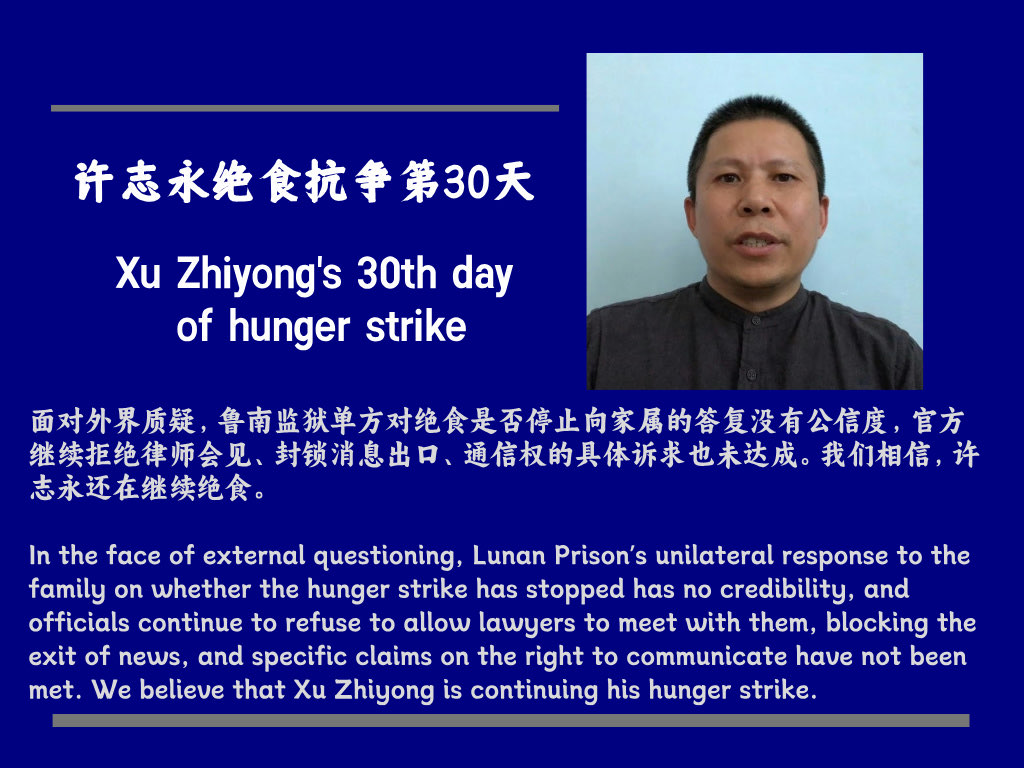 许志永绝食抗争第30天
Xu Zhiyong's 30th day
of hunger strike
面对外界质疑，鲁南监狱单方对绝食是否停止向家属的答复没有公信度，官方
继续拒绝律师会见、封锁消息出口、通信权的具体诉求也未达成。我们相信，许
志永还在继续绝食。
In the face of external questioning, Lunan Prison's unilateral response to the
family on whether the hunger strike has stopped has no credibility, and
officials continue to refuse to allow lawyers to meet with them, blocking the
exit of news, and specific claims on the right to communicate have not been
met. We believe that Xu Zhiyong is continuing his hunger strike.